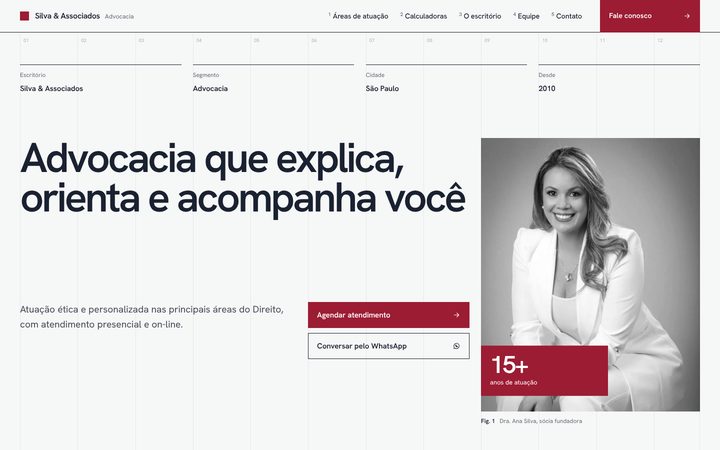 Silva & Associados Advocacia
1 Áreas de atuação 2 Calculadoras 3 O escritório 4 Equipe 5 Contato
Fale conosco →
01 02 03 04 05 06 07 08 09 10 11 12
Escritório Segmento Cidade Desde
Silva & Associados Advocacia São Paulo 2010
Advocacia que explica,
orienta e acompanha você
Atuação ética e personalizada nas principais áreas do Direito,
com atendimento presencial e on-line.
Agendar atendimento →
Conversar pelo WhatsApp
15+
anos de atuação
Fig. 1 Dra. Ana Silva, sócia fundadora